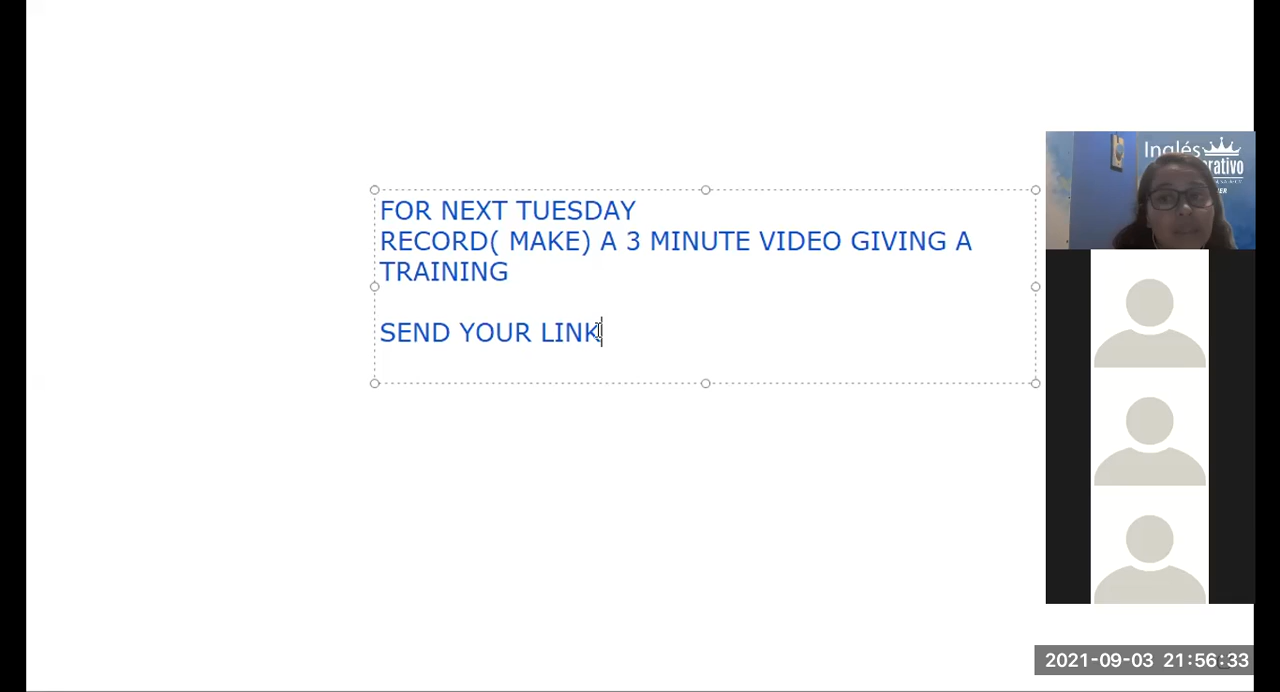 FOR NEXT TUESDAY
RECORD( MAKE) A 3 MINUTE VIDEO GIVING A
TRAINING
SEND YOUR LINK
Inglés
2021-09-03 21:56:33